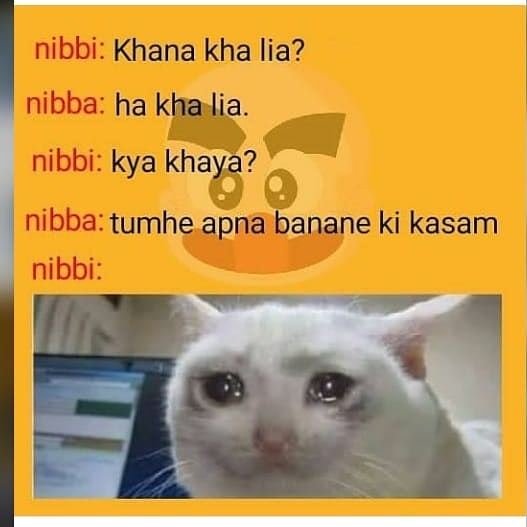 nibbi: Khana kha lia?
nibba: ha kha lia.
nibbi: kya khaya?
nibba: tumhe apna banane ki kasam
nibbi: